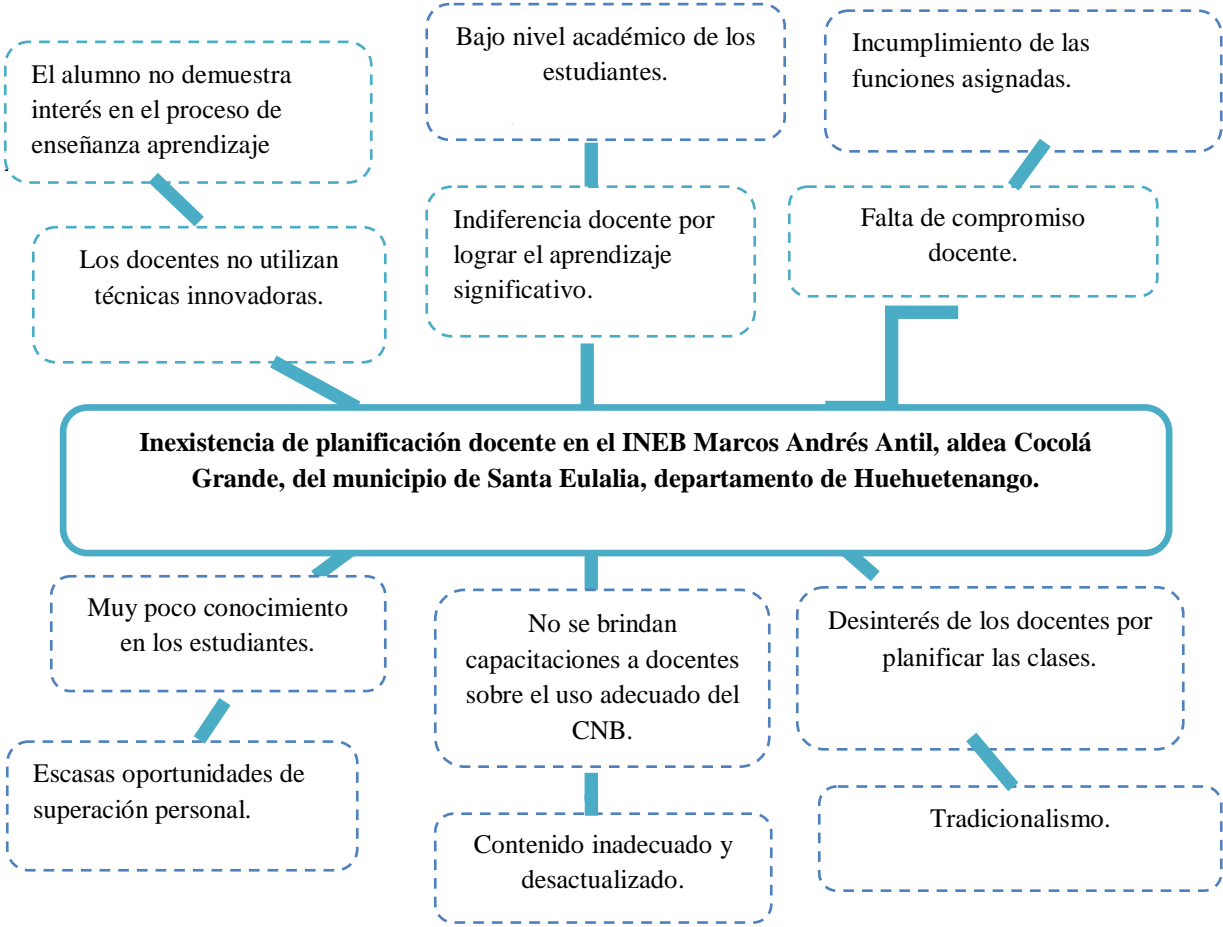 El alumno no demuestra
interés en el proceso de
enseñanza aprendizaje
Bajo nivel académico de los
estudiantes.
Incumplimiento de las
funciones asignadas.
Los docentes no utilizan
técnicas innovadoras.
Indiferencia docente por
lograr el aprendizaje
significativo.
Falta de compromiso
docente.
Inexistencia de planificación docente en el INEB Marcos Andrés Antil, aldea Cocolá
Grande, del municipio de Santa Eulalia, departamento de Huehuetenango.
Muy poco conocimiento
en los estudiantes.
No se brindan
capacitaciones a docentes
sobre el uso adecuado del
CNB.
Desinterés de los docentes por
planificar las clases.
Escasas oportunidades de
superación personal.
Contenido inadecuado y
desactualizado.
Tradicionalismo.